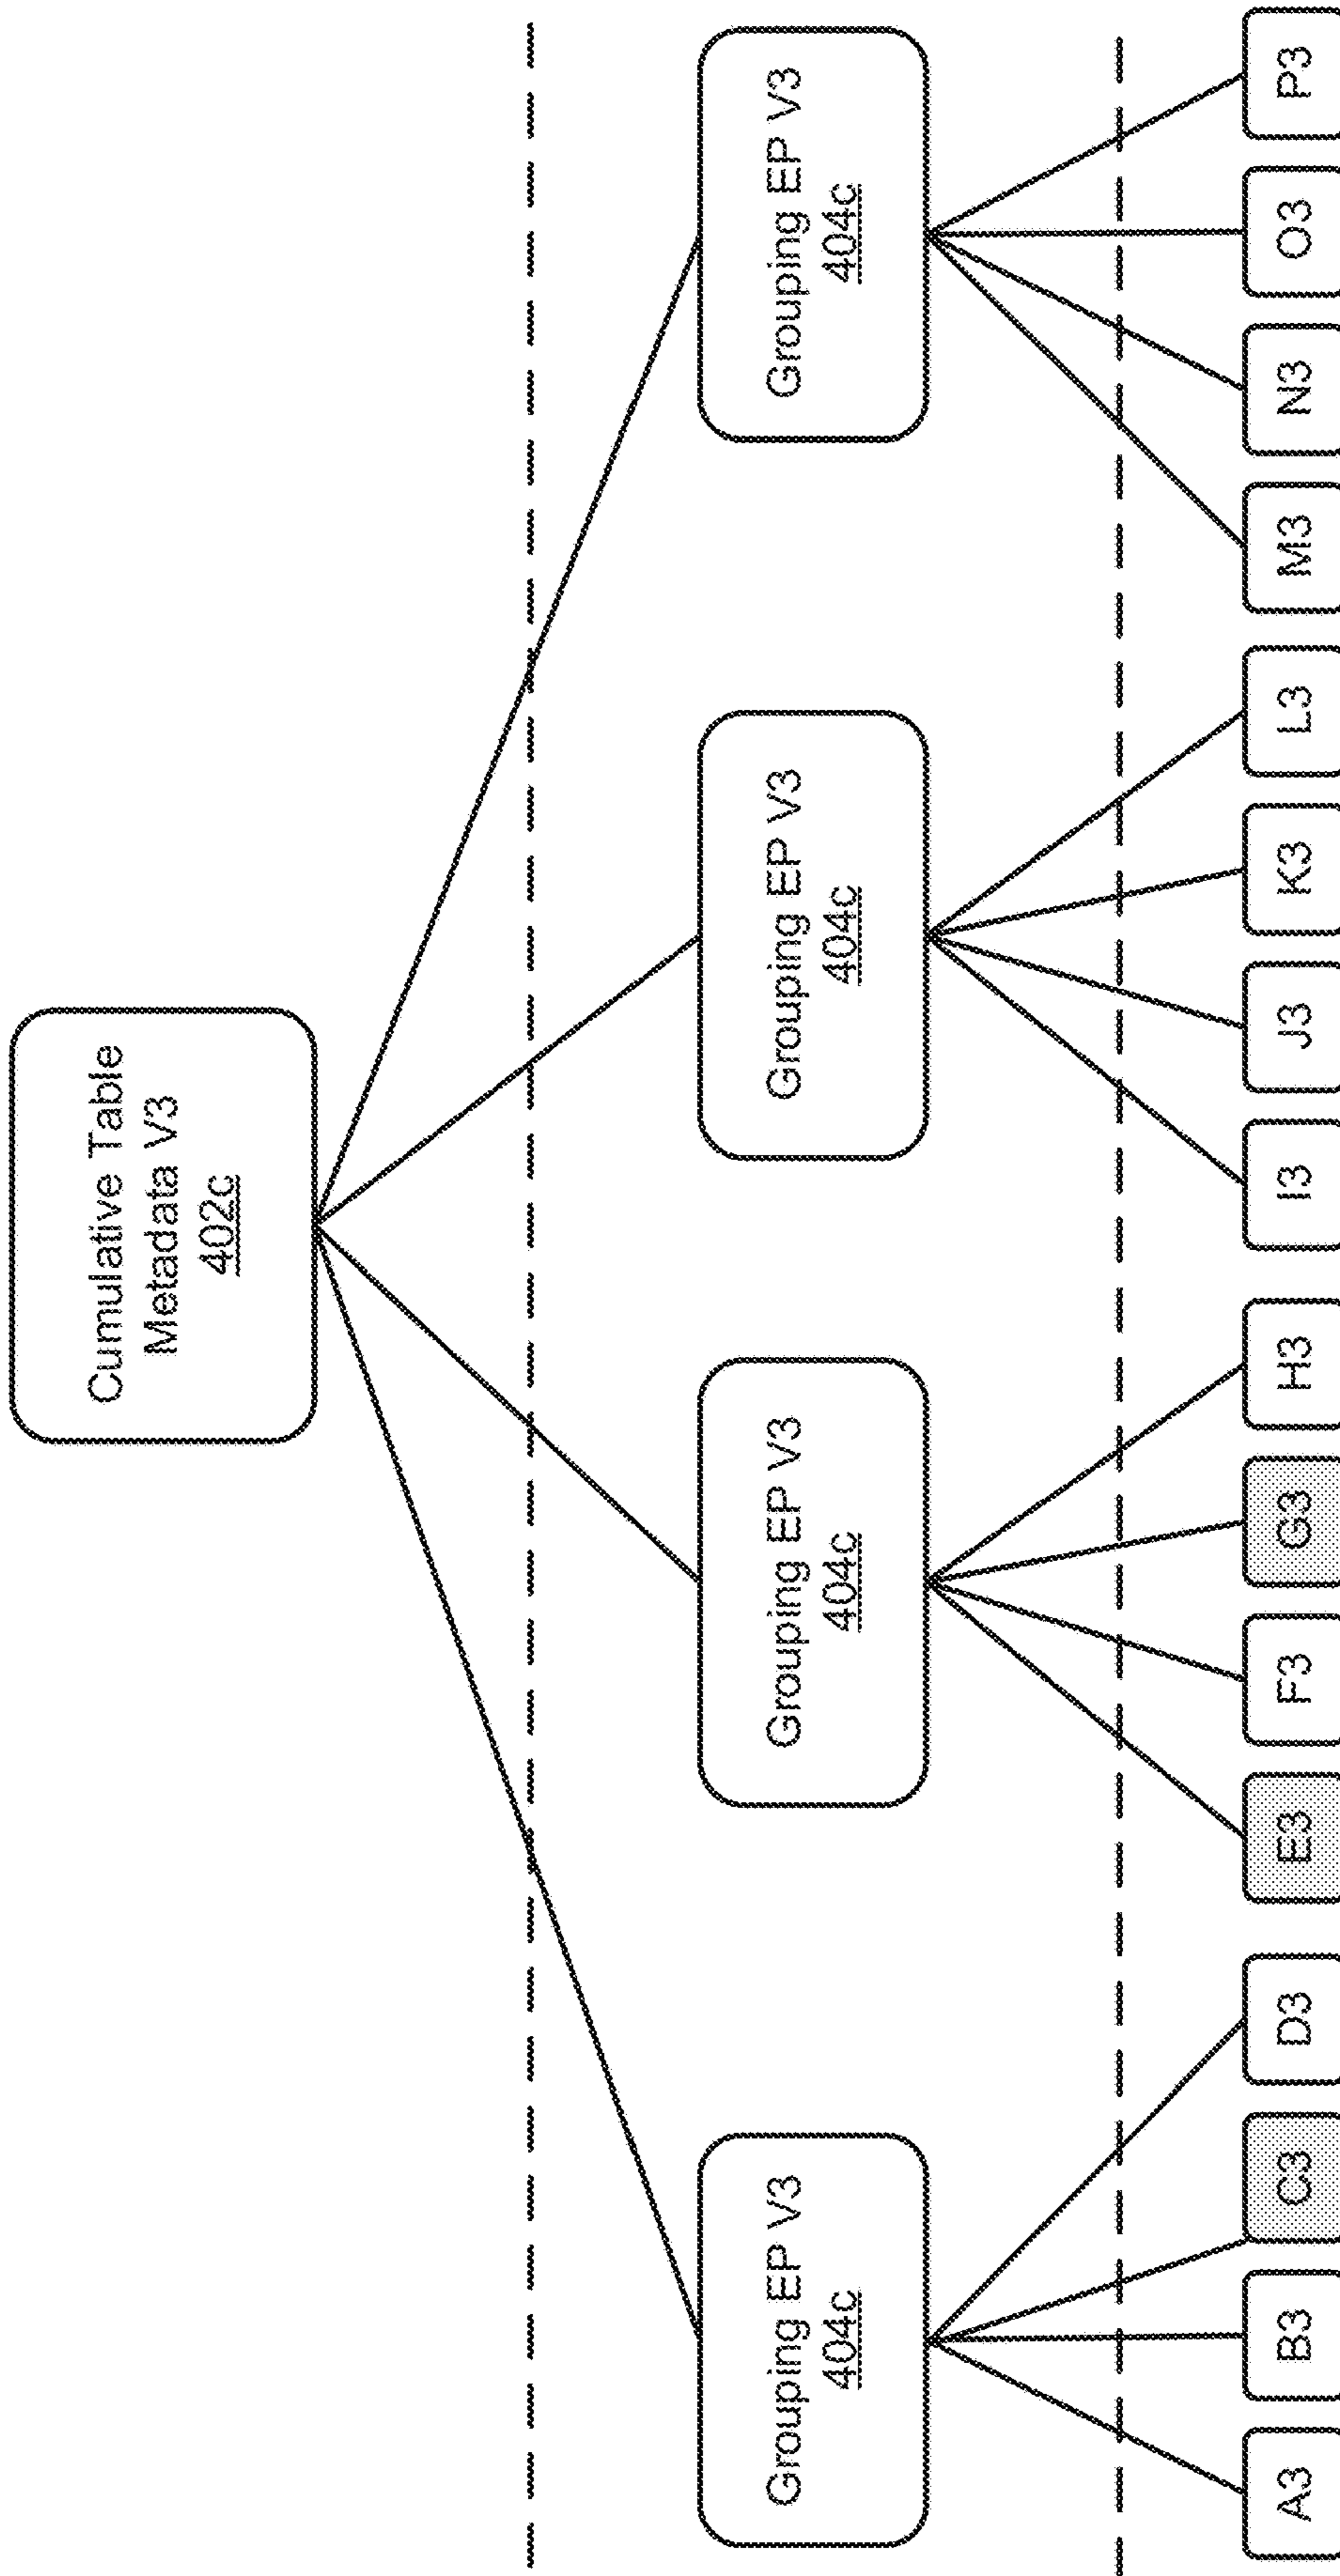 Cumulative Table
Metadata V3
402c
Grouping EP V3
404c
Grouping EP V3
404c
Grouping EP V3
404c
Grouping EP V3
404c
A3
B3
C3
D3
E3
F3
G3
H3
I3
J3
K3
L3
M3
N3
O3
P3